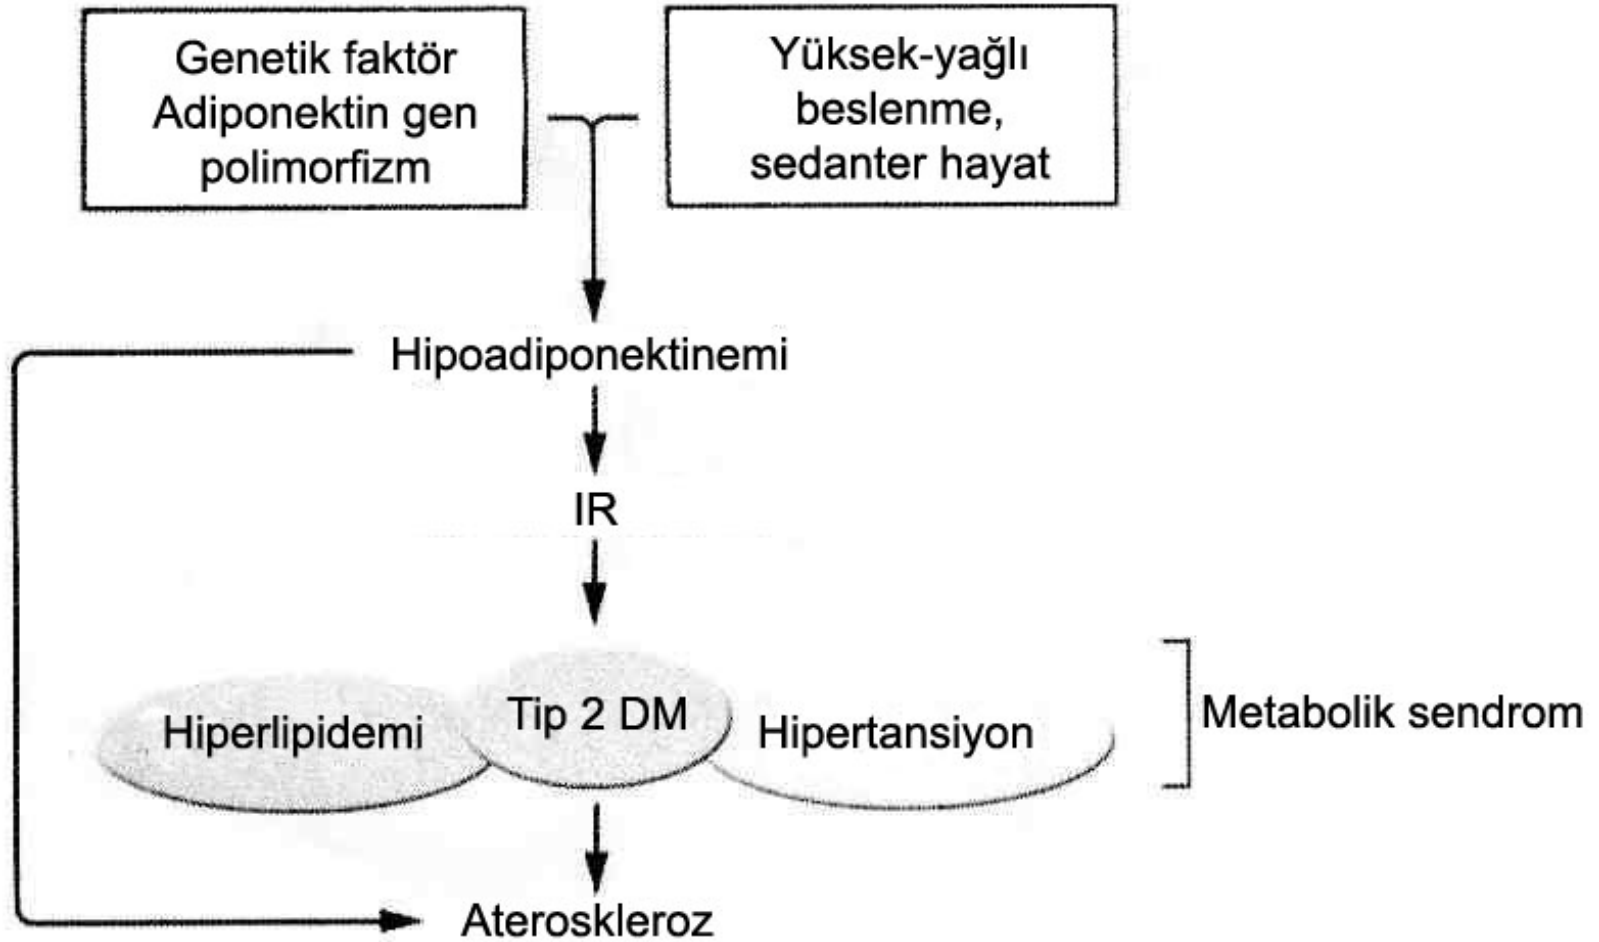 Genetik faktör
Adiponektin gen
polimorfizm
Yüksek-yağlı
beslenme,
sedanter hayat
Hipoadiponektinemi
IR
Hiperlipidemi
Tip 2 DM
Hipertansiyon
Metabolik sendrom
Ateroskleroz